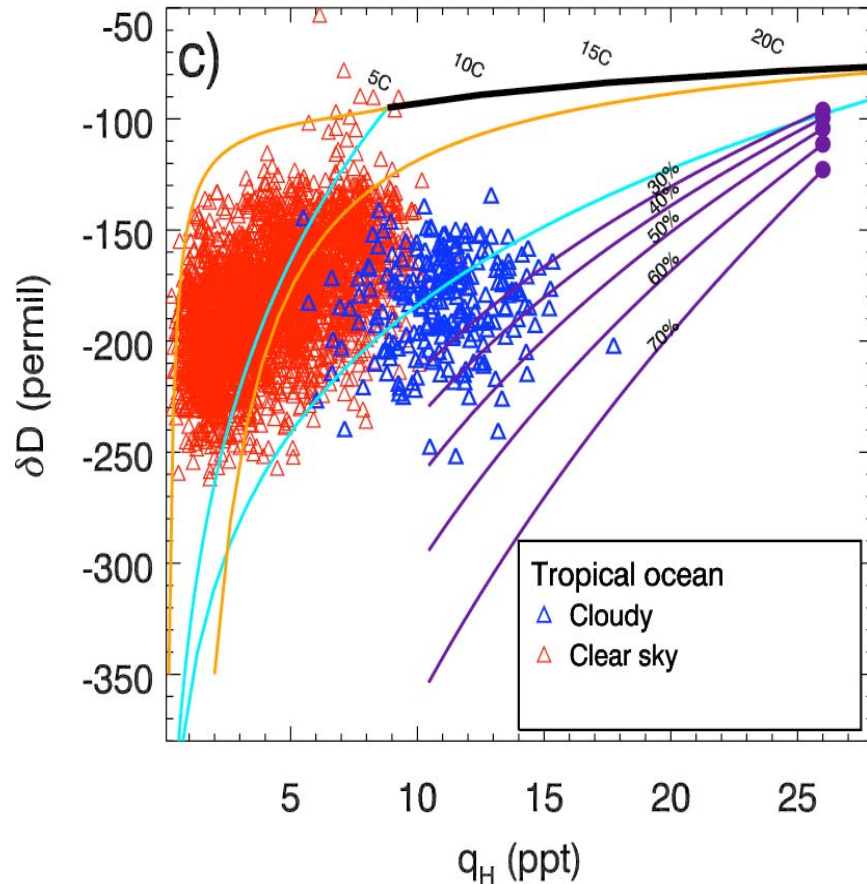 -50
-100
-150
-200
-250
-300
-350
δD (permil)
c)
5C
10C
15C
20C
30%
40%
50%
60%
70%
Tropical ocean
Cloudy
Clear sky
5
10
15
20
25
q_H (ppt)